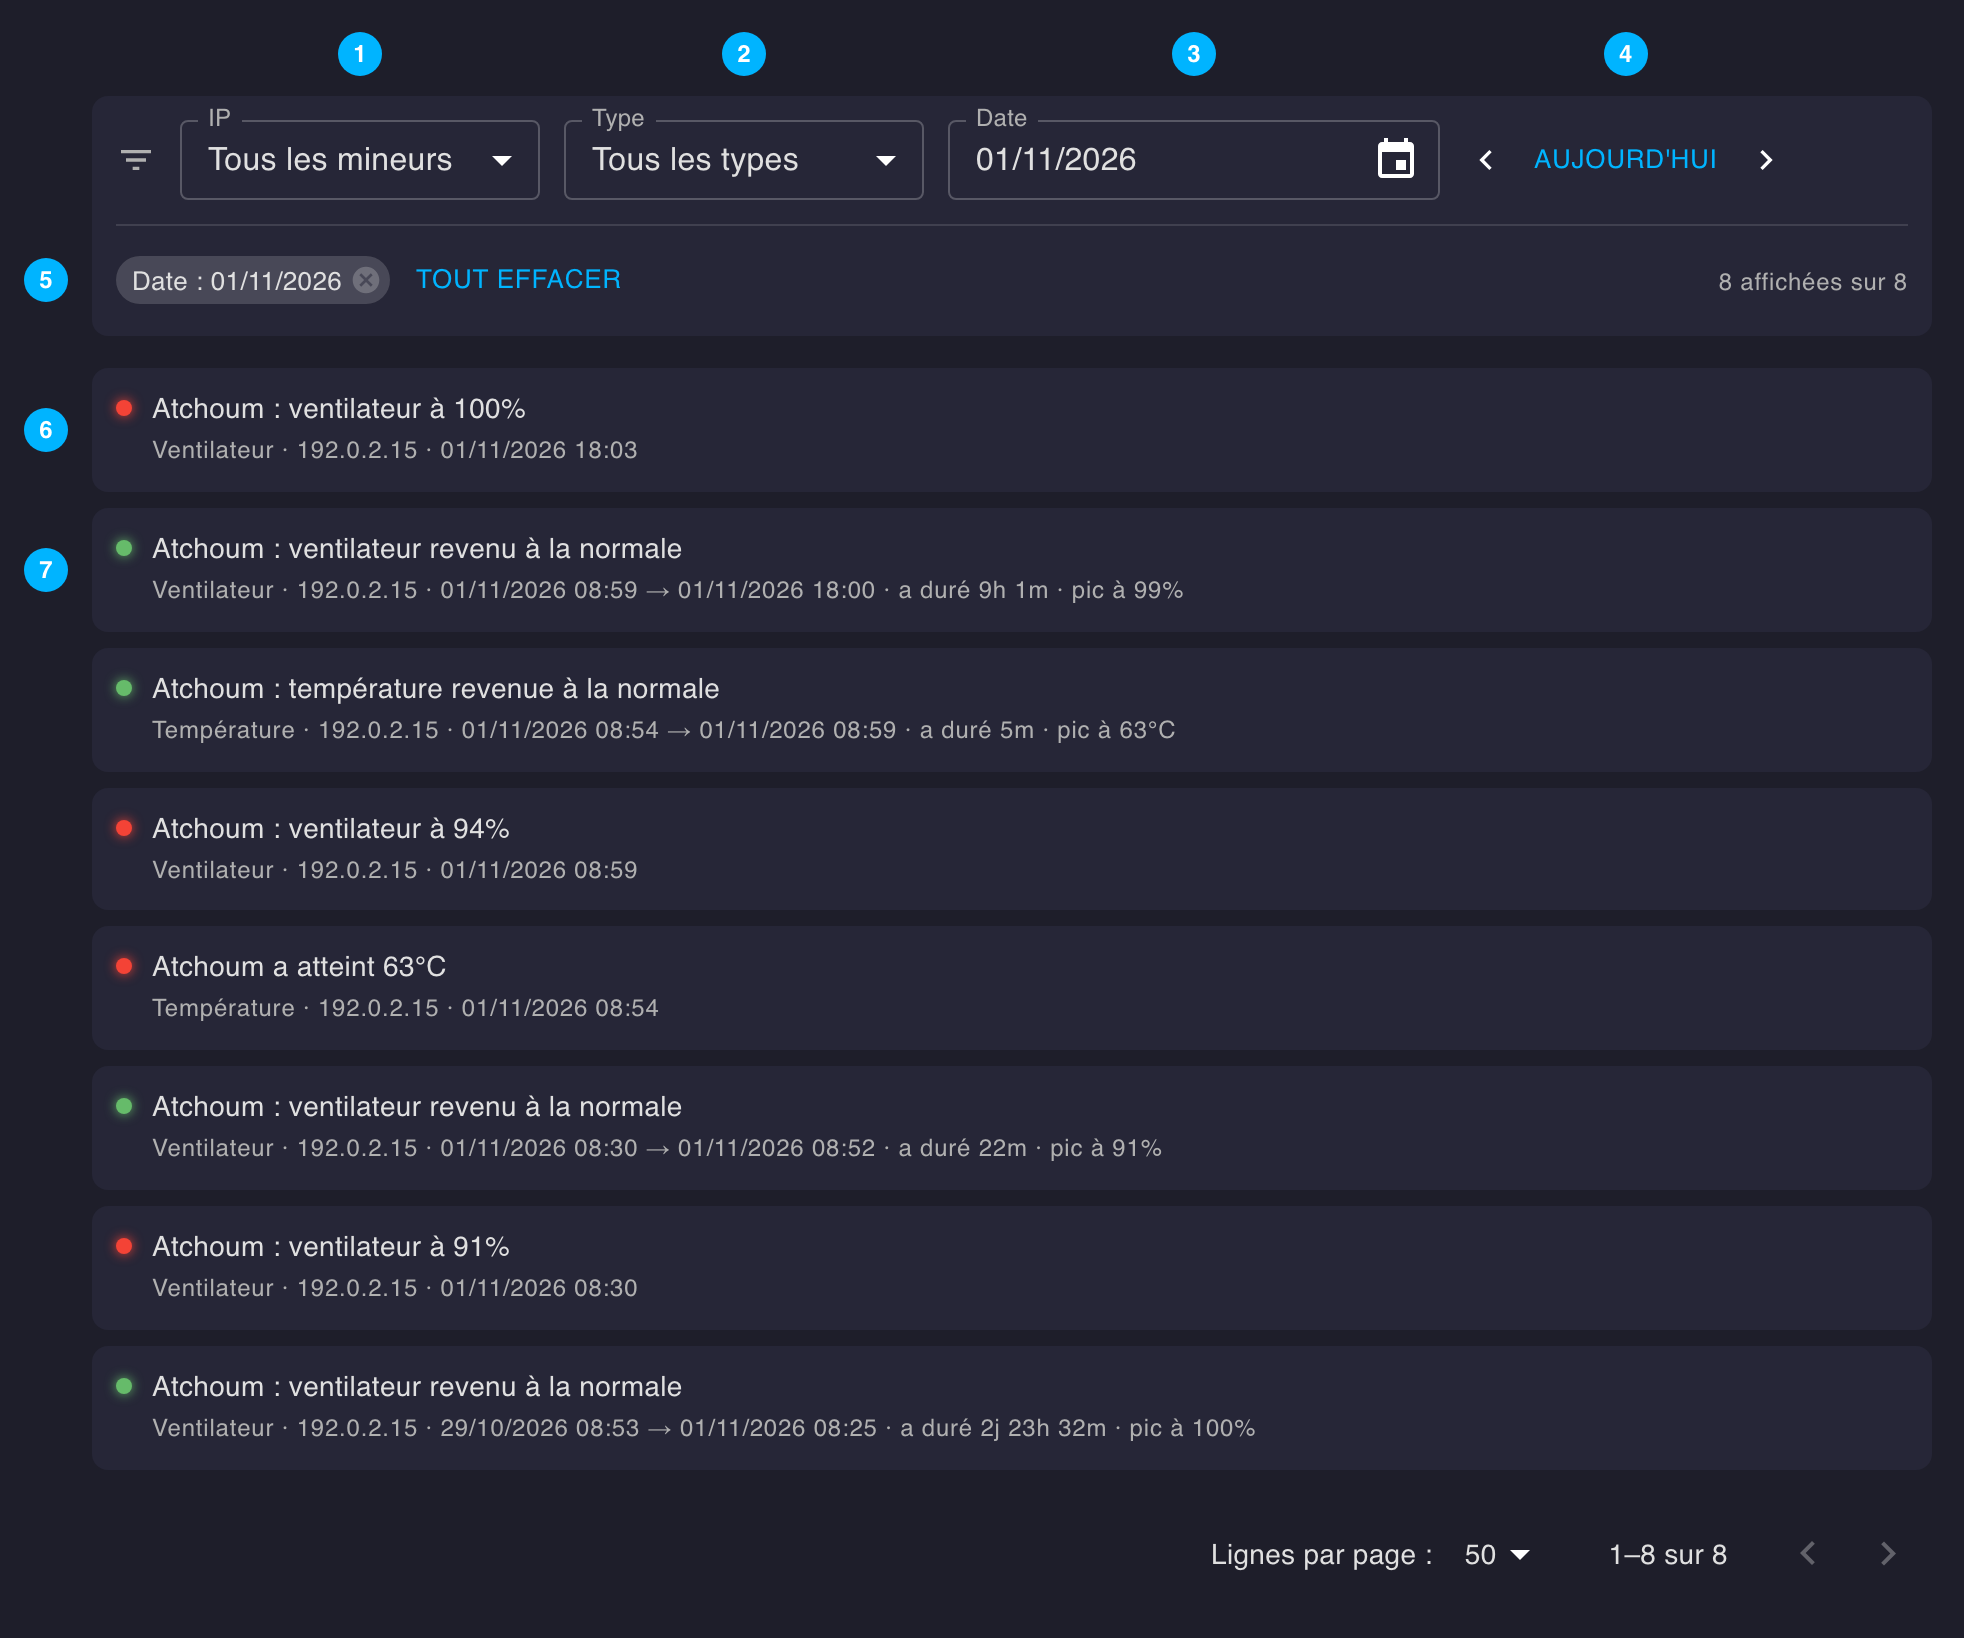 1
2
3
4
IP
Type
Date
Tous les mineurs
Tous les types
01/11/2026
AUJOURD'HUI
5
Date : 01/11/2026
TOUT EFFACER
8 affichées sur 8
6
Atchoum : ventilateur à 100%
Ventilateur · 192.0.2.15 · 01/11/2026 18:03
7
Atchoum : ventilateur revenu à la normale
Ventilateur · 192.0.2.15 · 01/11/2026 08:59 → 01/11/2026 18:00 · a duré 9h 1m · pic à 99%
Atchoum : température revenue à la normale
Température · 192.0.2.15 · 01/11/2026 08:54 → 01/11/2026 08:59 · a duré 5m · pic à 63°C
Atchoum : ventilateur à 94%
Ventilateur · 192.0.2.15 · 01/11/2026 08:59
Atchoum a atteint 63°C
Température · 192.0.2.15 · 01/11/2026 08:54
Atchoum : ventilateur revenu à la normale
Ventilateur · 192.0.2.15 · 01/11/2026 08:30 → 01/11/2026 08:52 · a duré 22m · pic à 91%
Atchoum : ventilateur à 91%
Ventilateur · 192.0.2.15 · 01/11/2026 08:30
Atchoum : ventilateur revenu à la normale
Ventilateur · 192.0.2.15 · 29/10/2026 08:53 → 01/11/2026 08:25 · a duré 2j 23h 32m · pic à 100%
Lignes par page : 50 1–8 sur 8